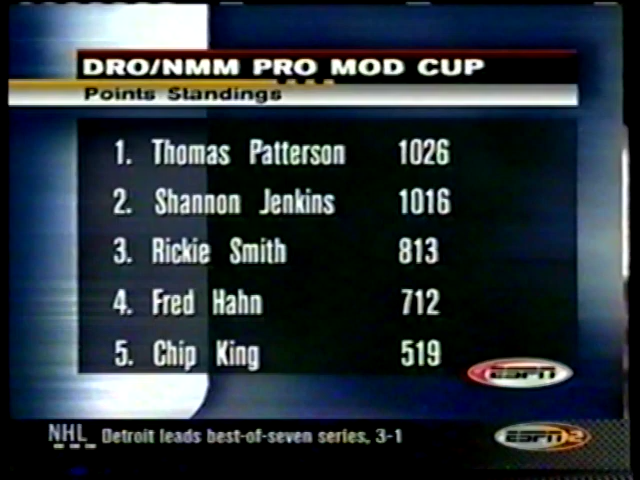 DRO/NMM PRO MOD CUP
Points Standings
1. Thomas Patterson 1026
2. Shannon Jenkins 1016
3. Rickie Smith 813
4. Fred Hahn 712
5. Chip King 519
ESPN
NHL Detroit leads best-of-seven series, 3-1
ESPN2